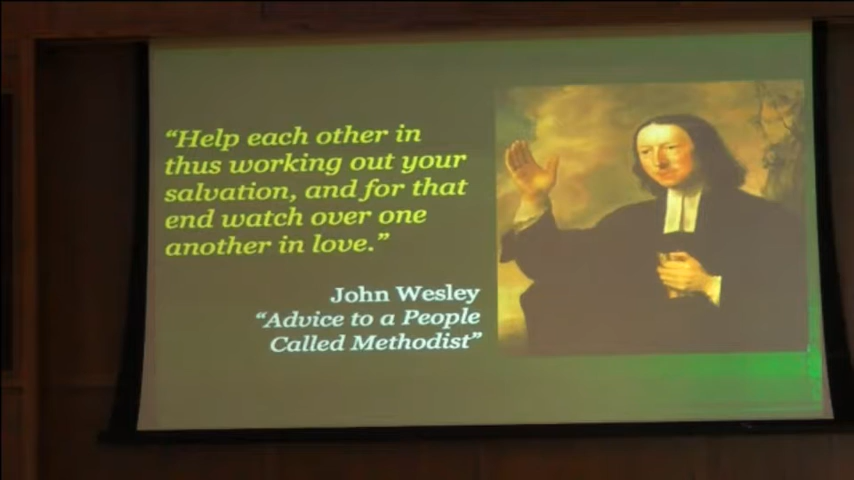 “Help each other in
thus working out your
salvation, and for that
end watch over one
another in love.”
John Wesley
“Advice to a People
Called Methodist”